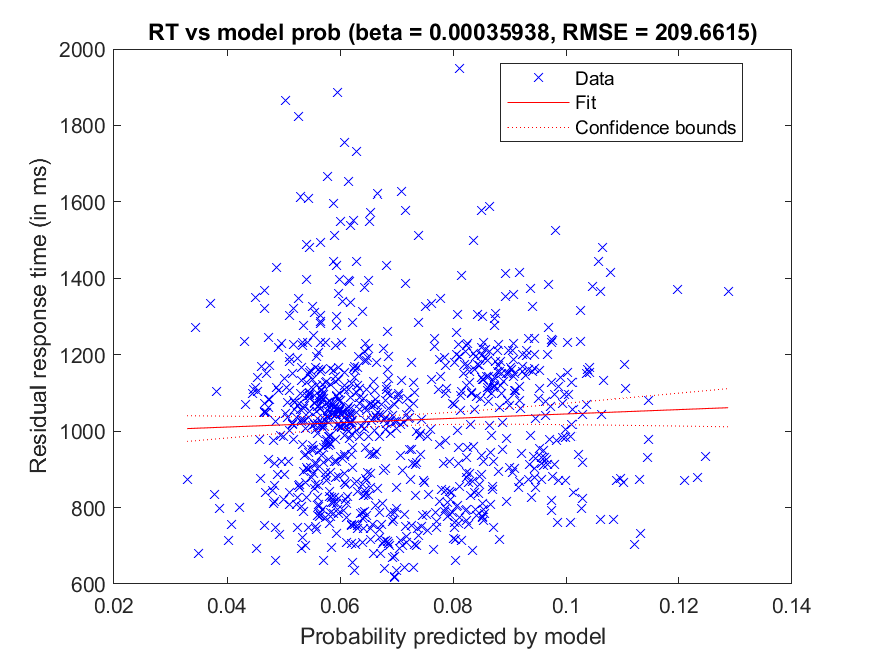 RT vs model prob (beta = 0.00035938, RMSE = 209.6615)
2000
1800
1600
1400
1200
1000
800
600
Residual response time (in ms)
Data
Fit
Confidence bounds
0.02 0.04 0.06 0.08 0.1 0.12 0.14
Probability predicted by model